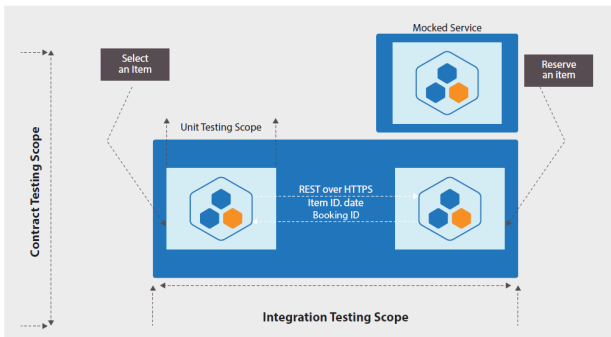 Mocked Service
Select
an Item
Reserve
an item
Unit Testing Scope
Contract Testing Scope
REST over HTTPS
Item ID. date
Booking ID
Integration Testing Scope